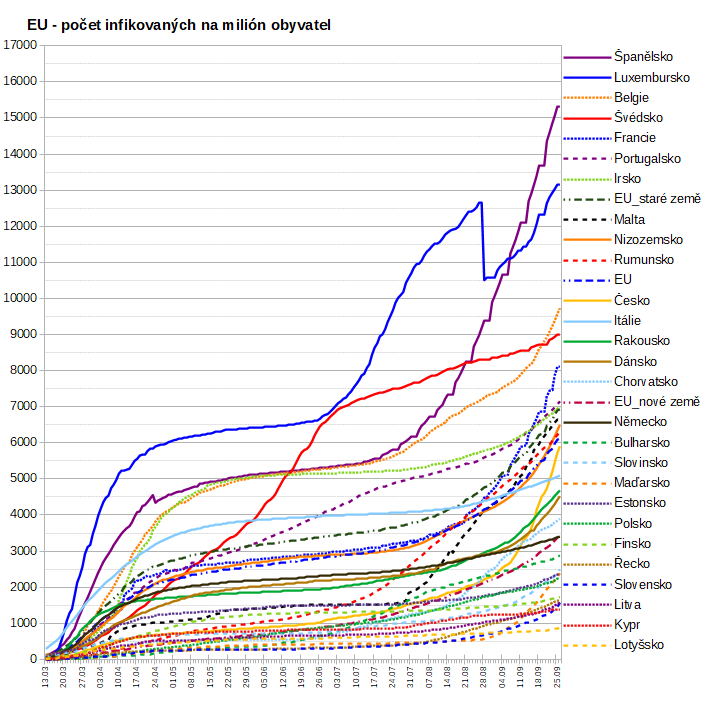 EU - počet infikovaných na milión obyvatel
17000
16000
15000
14000
13000
12000
11000
10000
9000
8000
7000
6000
5000
4000
3000
2000
1000
0
13.03
20.03
27.03
03.04
10.04
17.04
24.04
01.05
08.05
15.05
22.05
29.05
05.06
12.06
19.06
26.06
03.07
10.07
17.07
24.07
31.07
07.08
14.08
21.08
28.08
04.09
11.09
18.09
25.09
Španělsko
Luxembursko
Belgie
Švédsko
Francie
Portugalsko
Irsko
EU_staré země
Malta
Nizozemsko
Rumunsko
EU
Česko
Itálie
Rakousko
Dánsko
Chorvatsko
EU_nové země
Německo
Bulharsko
Slovinsko
Maďarsko
Estonsko
Polsko
Finsko
Řecko
Slovensko
Litva
Kypr
Lotyšsko